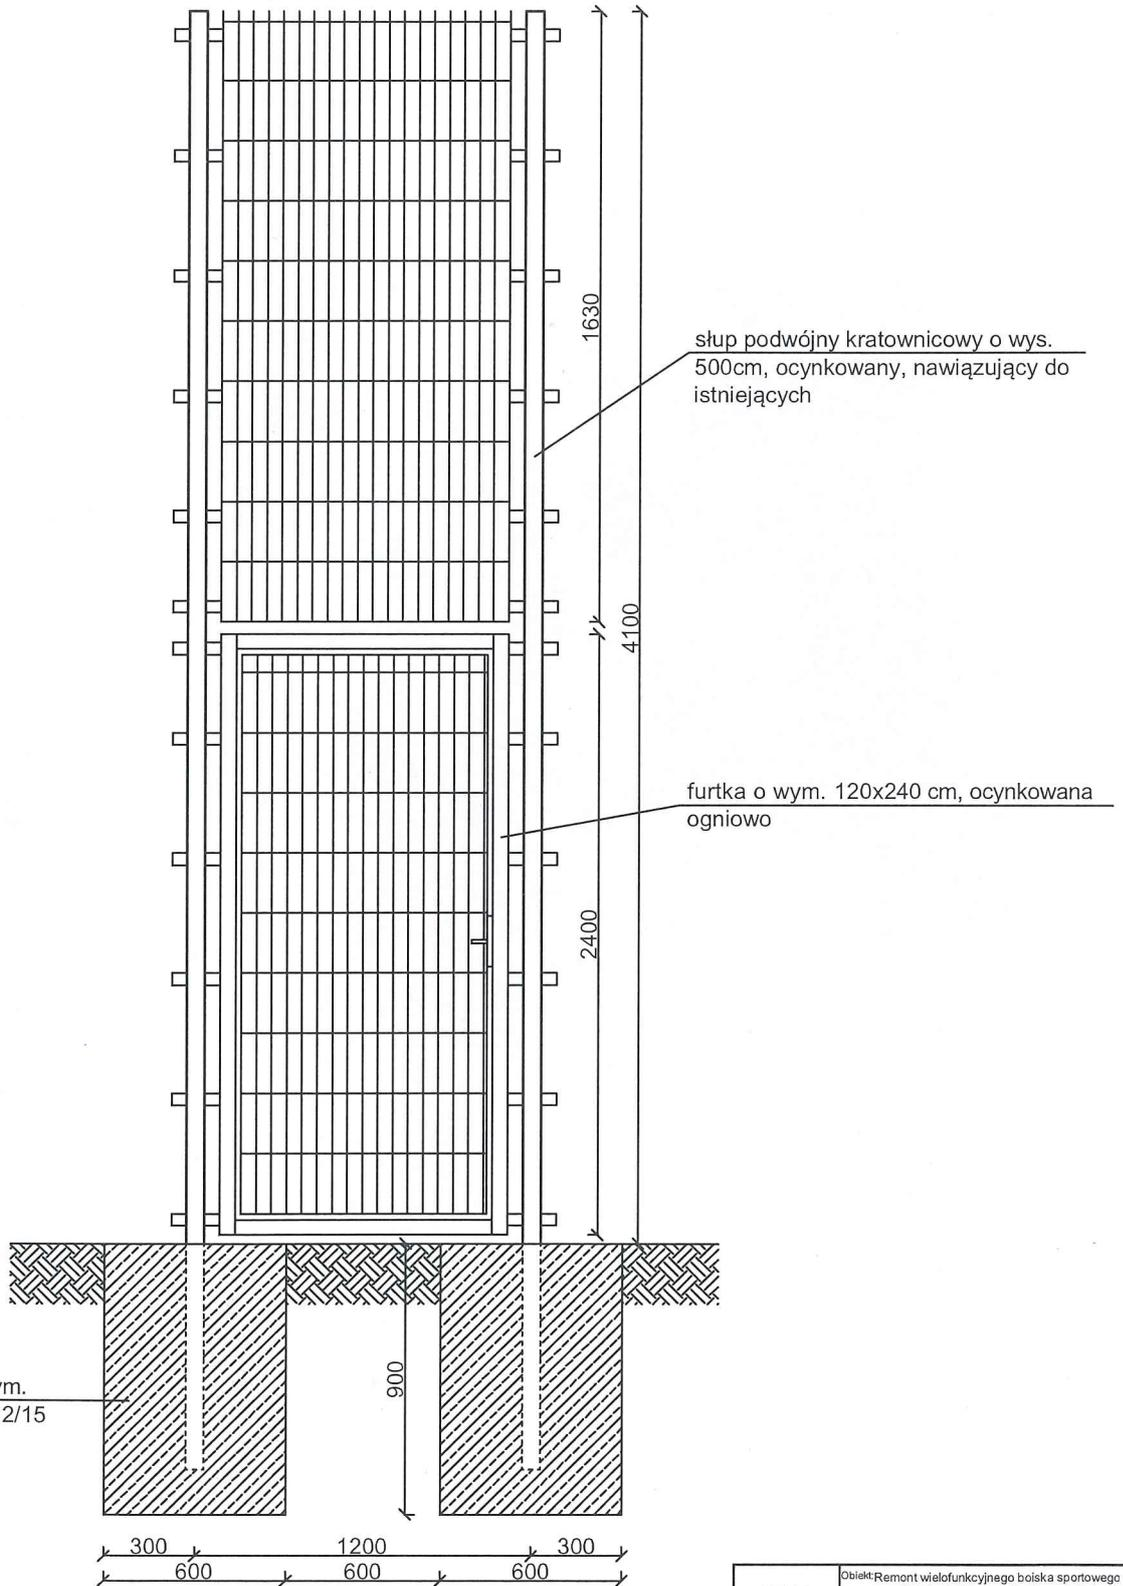 1630
słup podwójny kratownicowy o wys.
500cm, ocynkowany, nawiązujący do
istniejących
4100
furtka o wym. 120x240 cm, ocynkowana
ogniowo
2400
900
ym.
2/15
300 1200 300
600 600 600
Obiekt: Remont wielofunkcyjnego boiska sportowego